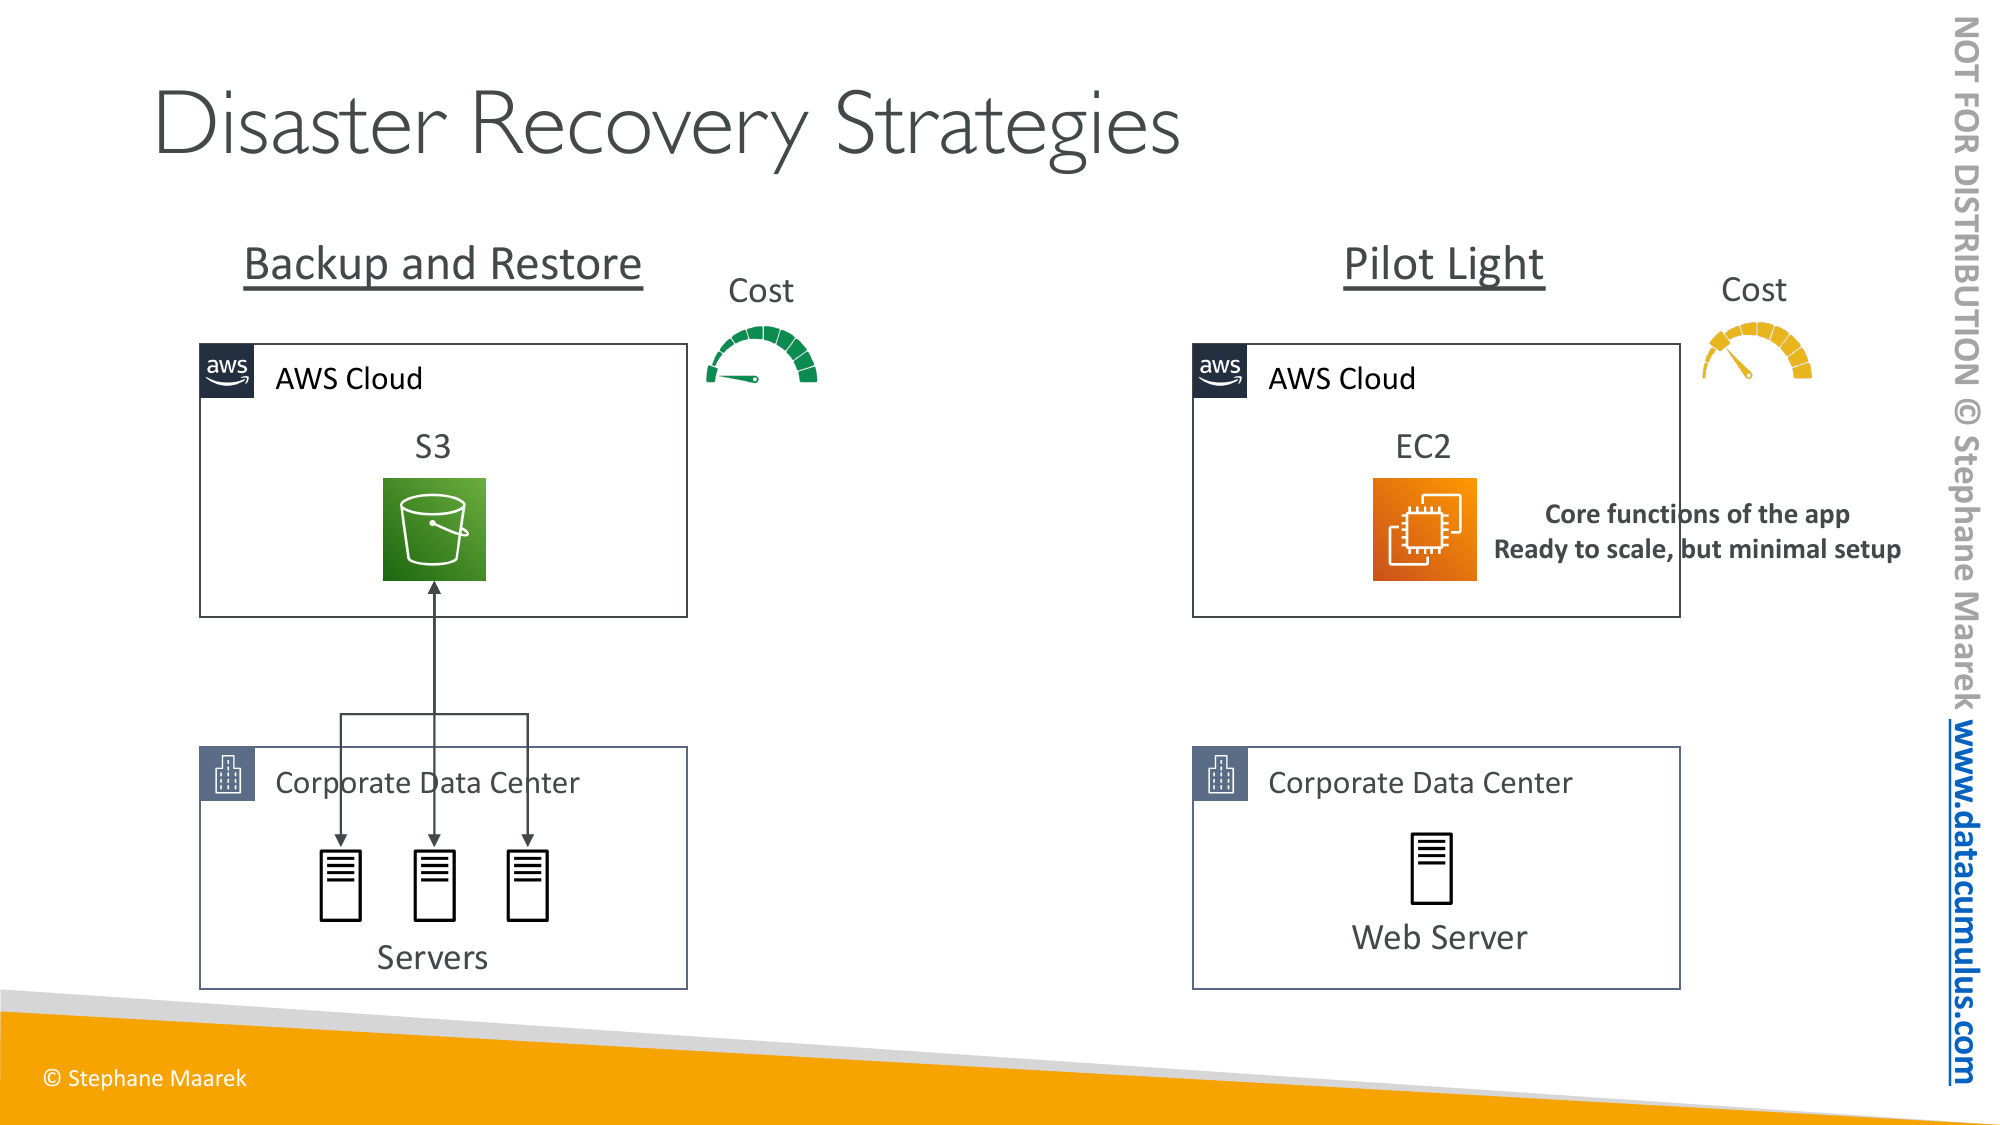 Disaster Recovery Strategies
Backup and Restore
Cost
aws
AWS Cloud
S3
Corporate Data Center
Servers
Pilot Light
Cost
aws
AWS Cloud
EC2
Core functions of the app
Ready to scale, but minimal setup
Corporate Data Center
Web Server
© Stephane Maarek
NOT FOR DISTRIBUTION © Stephane Maarek www.datacumulus.com